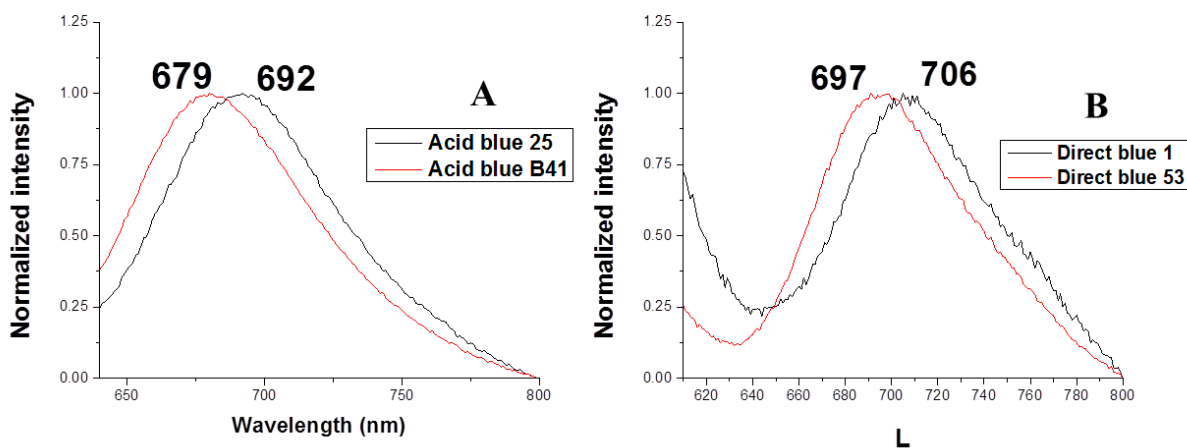 679 692
A
Acid blue 25
Acid blue B41
Normalized intensity
1.25
1.00
0.75
0.50
0.25
0.00
650 700 750 800
Wavelength (nm)
697 706
B
Direct blue 1
Direct blue 53
Normalized intensity
1.25
1.00
0.75
0.50
0.25
0.00
620 640 660 680 700 720 740 760 780 800
L